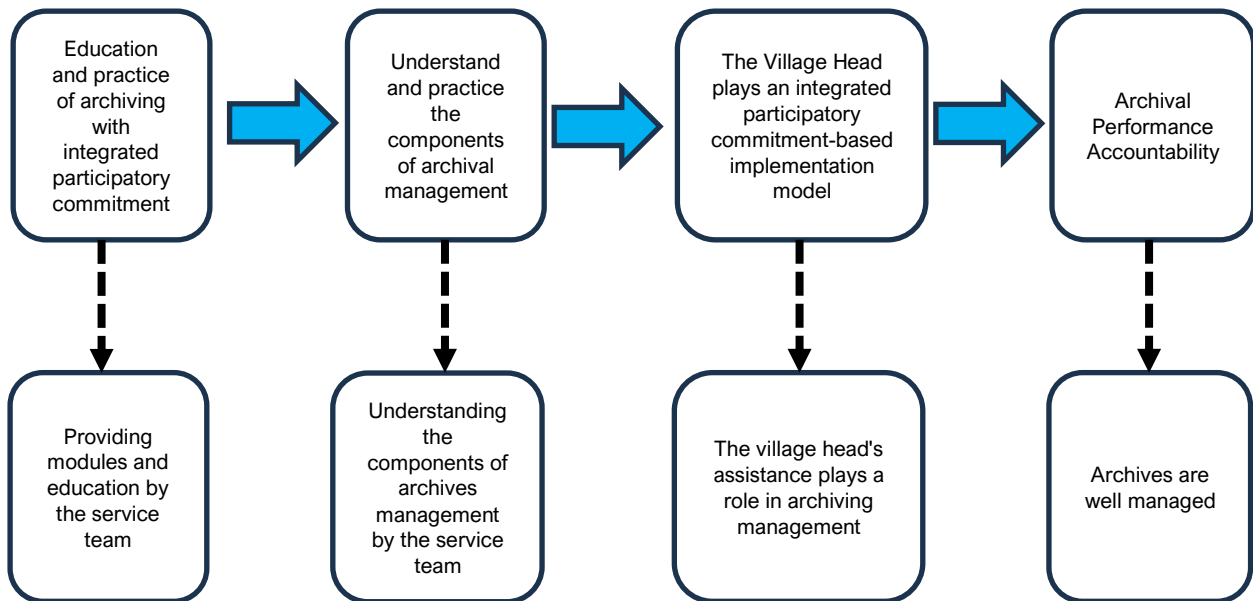 Education
and practice
of archiving
with
integrated
participatory
commitment
Understand
and practice
the
components
of archival
management
The Village Head
plays an integrated
participatory
commitment-based
implementation
model
Archival
Performance
Accountability
Providing
modules and
education by
the service
team
Understanding
the
components of
archives
management
by the service
team
The village head's
assistance plays a
role in archiving
management
Archives are
well managed